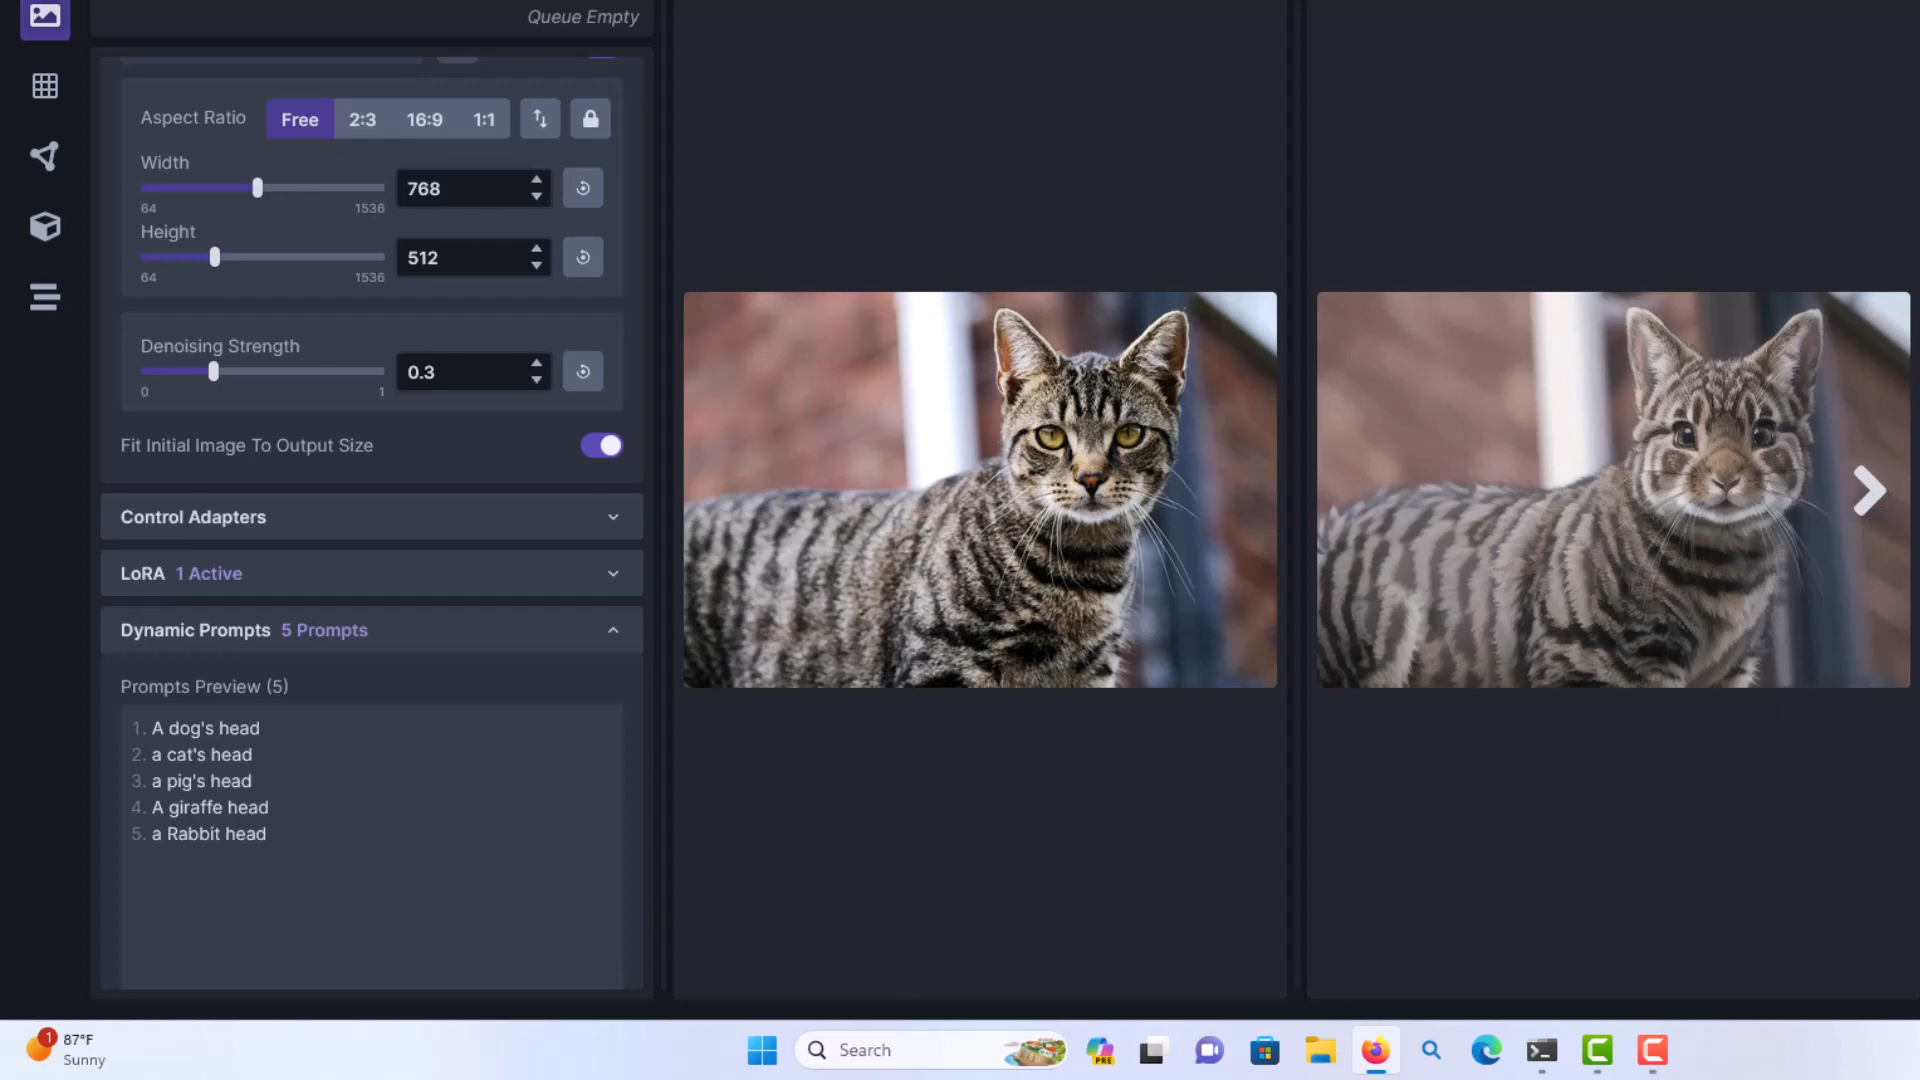 Queue Empty
Aspect Ratio Free 2:3 16:9 1:1
Width
768
64 1536
Height
512
64 1536
Denoising Strength
0.3
0 1
Fit Initial Image To Output Size
Control Adapters
LoRA 1 Active
Dynamic Prompts 5 Prompts
Prompts Preview (5)
1. A dog's head
2. a cat's head
3. a pig's head
4. A giraffe head
5. a Rabbit head
1
87°F
Sunny
Search
PRE